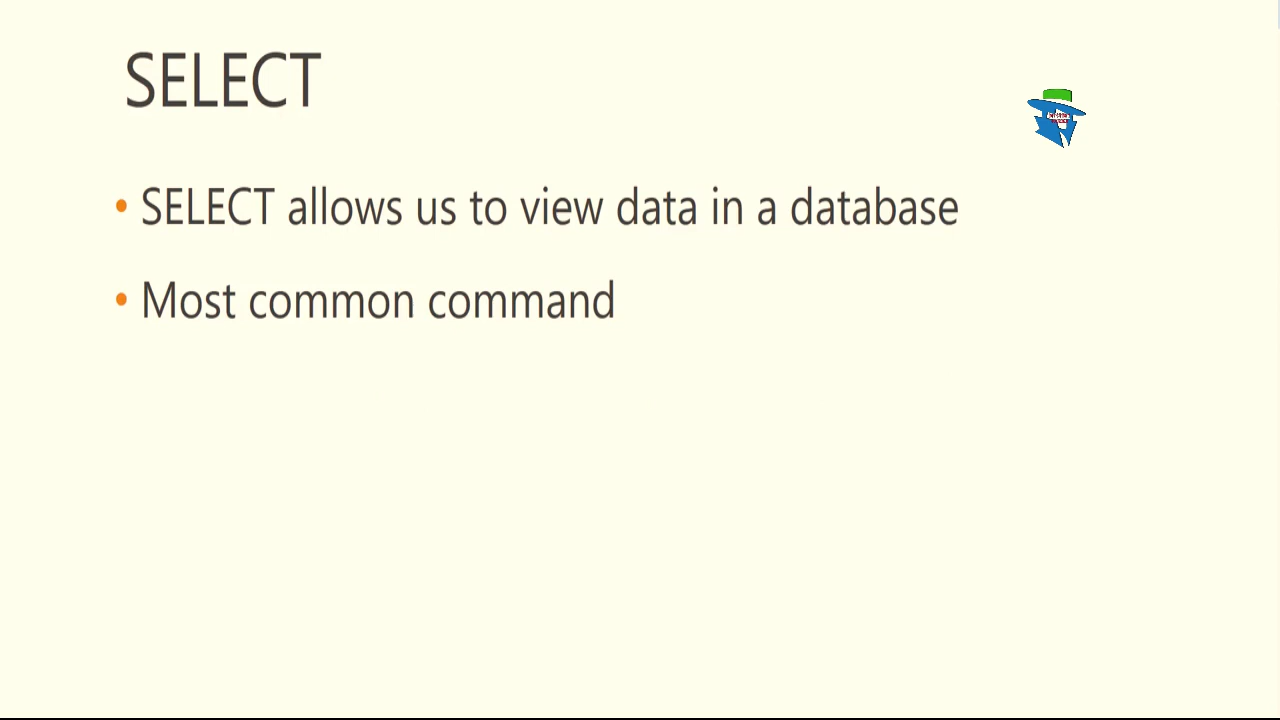 SELECT
• SELECT allows us to view data in a database
• Most common command